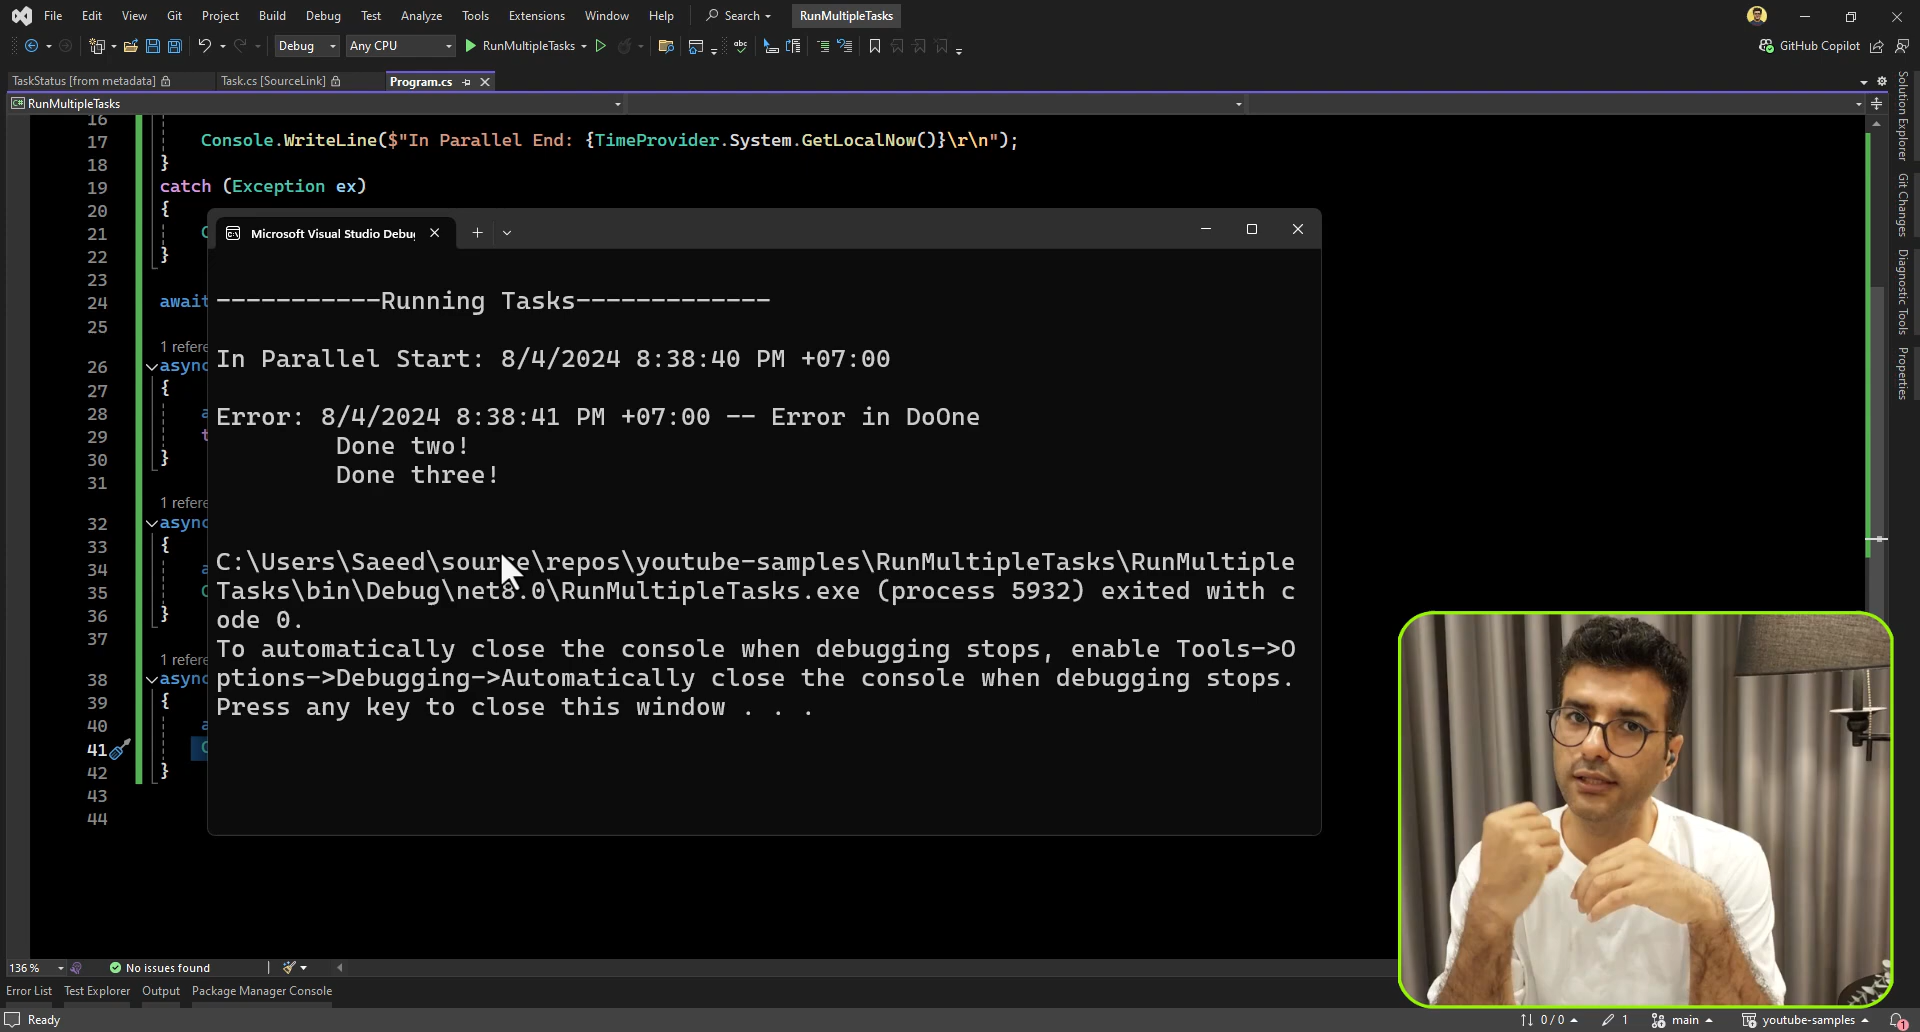 File Edit View Git Project Build Debug Test Analyze Tools Extensions Window Help Search RunMultipleTasks
Debug Any CPU RunMultipleTasks GitHub Copilot
TaskStatus [from metadata] Task.cs [SourceLink] Program.cs
C# RunMultipleTasks
16
17 Console.WriteLine($"In Parallel End: {TimeProvider.System.GetLocalNow()}\r\n");
18 }
19 catch (Exception ex)
20 {
21 C
22 }
23
24 await
25
1 refere
26 async
27 {
28 a
29 t
30 }
31
1 refere
32 async
33 {
34 a
35 C
36 }
37
1 refere
38 async
39 {
40 a
41 C
42 }
43
44
Microsoft Visual Studio Debu
-----------Running Tasks-------------
In Parallel Start: 8/4/2024 8:38:40 PM +07:00
Error: 8/4/2024 8:38:41 PM +07:00 -- Error in DoOne
Done two!
Done three!
C:\Users\Saeed\source\repos\youtube-samples\RunMultipleTasks\RunMultiple
Tasks\bin\Debug\net8.0\RunMultipleTasks.exe (process 5932) exited with c
ode 0.
To automatically close the console when debugging stops, enable Tools->O
ptions->Debugging->Automatically close the console when debugging stops.
Press any key to close this window . . .
Solution Explorer
Git Changes
Diagnostic Tools
Properties
136 % No issues found
Error List Test Explorer Output Package Manager Console
Ready 0 / 0 1 main youtube-samples 1